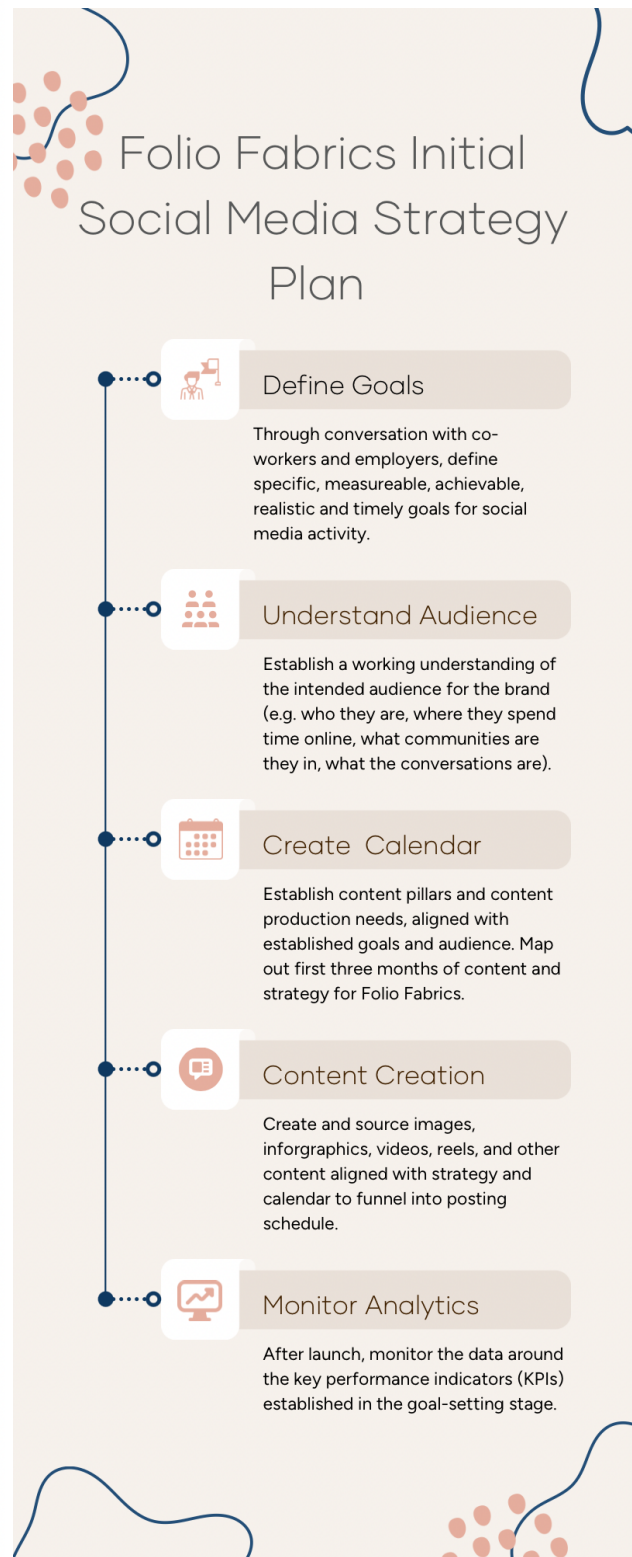 Folio Fabrics Initial
Social Media Strategy
Plan
Define Goals
Through conversation with co-
workers and employers, define
specific, measureable, achievable,
realistic and timely goals for social
media activity.
Understand Audience
Establish a working understanding of
the intended audience for the brand
(e.g. who they are, where they spend
time online, what communities are
they in, what the conversations are).
Create  Calendar
Establish content pillars and content
production needs, aligned with
established goals and audience. Map
out first three months of content and
strategy for Folio Fabrics.
Content Creation
Create and source images,
inforgraphics, videos, reels, and other
content aligned with strategy and
calendar to funnel into posting
schedule.
Monitor Analytics
After launch, monitor the data around
the key performance indicators (KPIs)
established in the goal-setting stage.